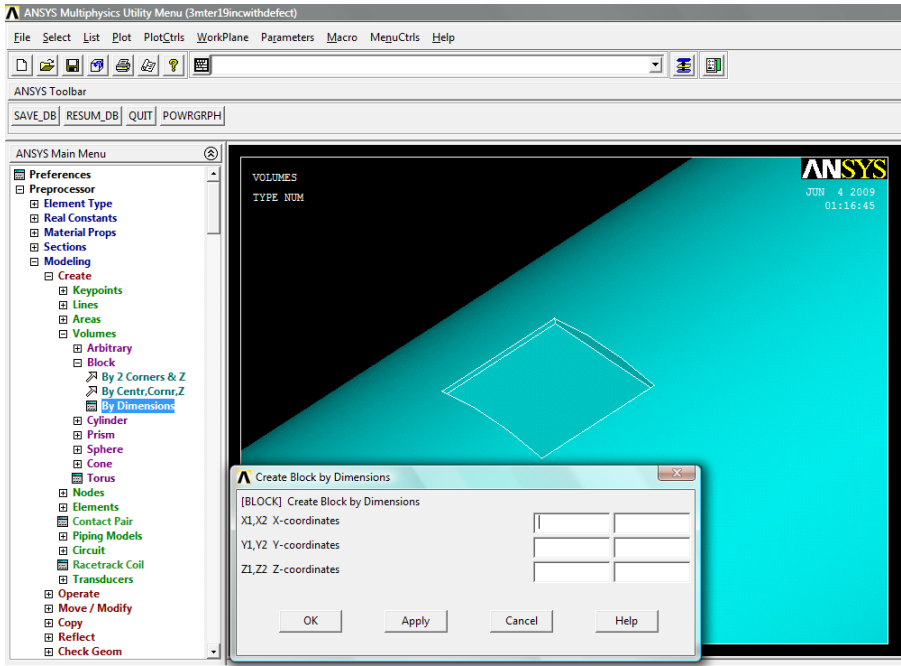 ANSYS Multiphysics Utility Menu (3mter19incwithdefect)
File Select List Plot PlotCtrls WorkPlane Parameters Macro MenuCtrls Help
ANSYS Toolbar
SAVE_DB RESUM_DB QUIT POWRGRPH
ANSYS Main Menu
Preferences
Preprocessor
Element Type
Real Constants
Material Props
Sections
Modeling
Create
Keypoints
Lines
Areas
Volumes
Arbitrary
Block
By 2 Corners & Z
By Centr,Cornr,Z
By Dimensions
Cylinder
Prism
Sphere
Cone
Torus
Nodes
Elements
Contact Pair
Piping Models
Circuit
Racetrack Coil
Transducers
Operate
Move / Modify
Copy
Reflect
Check Geom
VOLUMES
TYPE NUM
ANSYS
JUN 4 2009
01:16:45
Create Block by Dimensions
[BLOCK] Create Block by Dimensions
X1,X2 X-coordinates
Y1,Y2 Y-coordinates
Z1,Z2 Z-coordinates
OK Apply Cancel Help